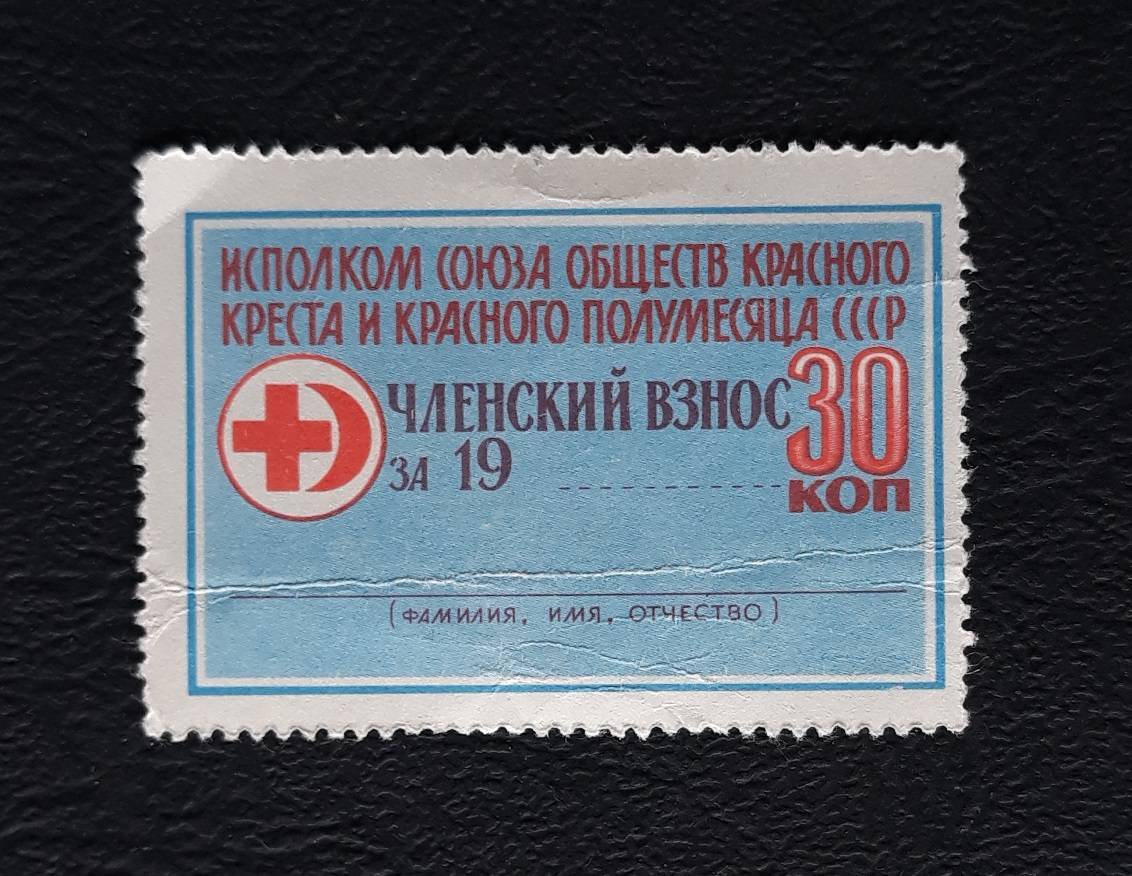 ИСПОЛКОМ СОЮЗА ОБЩЕСТВ КРАСНОГО
КРЕСТА И КРАСНОГО ПОЛУМЕСЯЦА СССР
ЧЛЕНСКИЙ ВЗНОС 30
ЗА 19 КОП
(ФАМИЛИЯ, ИМЯ, ОТЧЕСТВО)